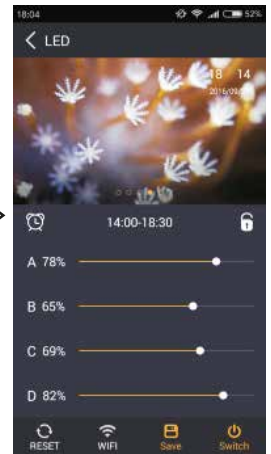 18:04 52%
LED
18 14
14:00-18:30
A 78%
B 65%
C 69%
D 82%
RESET WIFI Save Switch